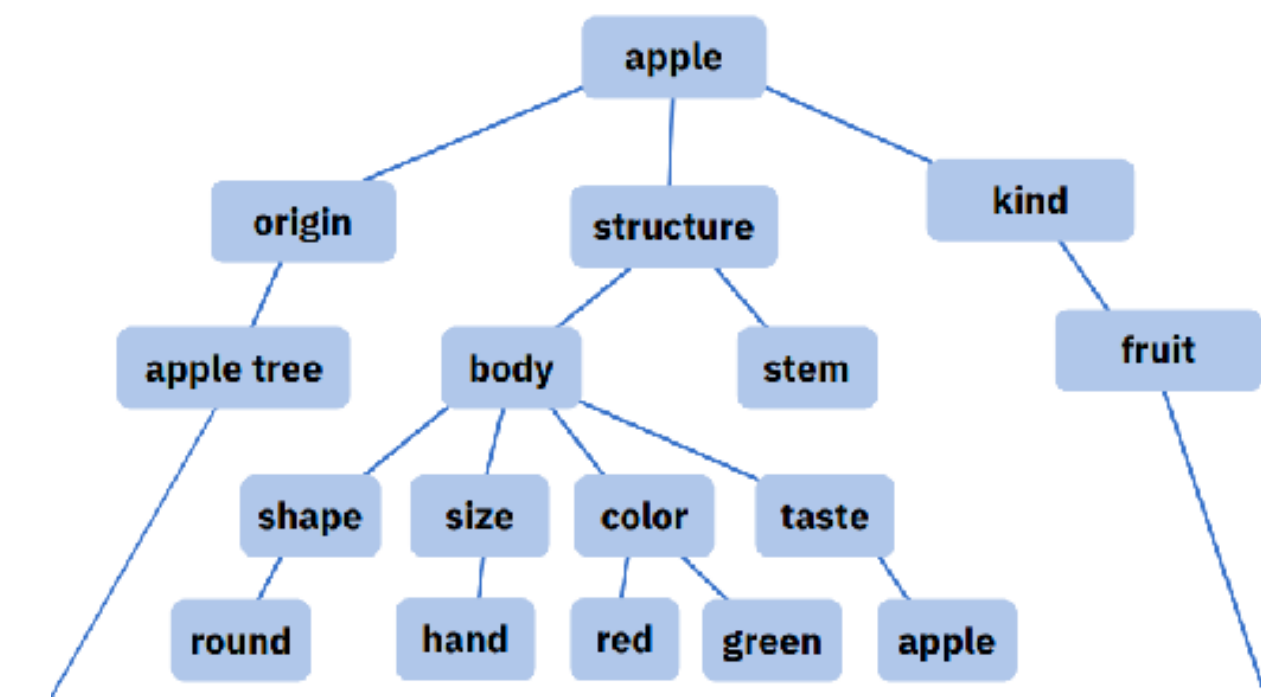 apple
origin
structure
kind
apple tree
body
stem
fruit
shape
size
color
taste
round
hand
red
green
apple